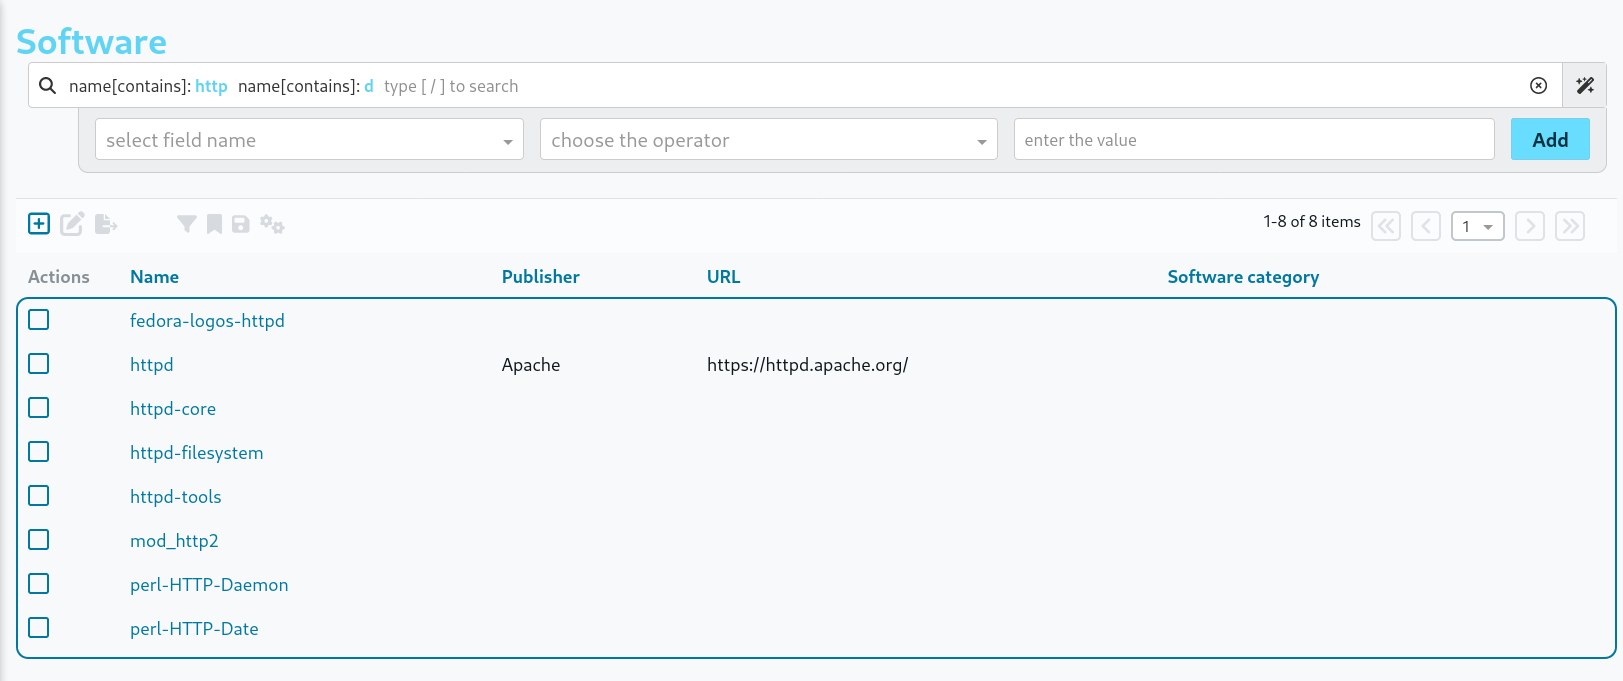 Software
name[contains]: http name[contains]: d type [ / ] to search
select field name choose the operator enter the value Add
1-8 of 8 items 1
Actions Name Publisher URL Software category
fedora-logos-httpd
httpd Apache https://httpd.apache.org/
httpd-core
httpd-filesystem
httpd-tools
mod_http2
perl-HTTP-Daemon
perl-HTTP-Date